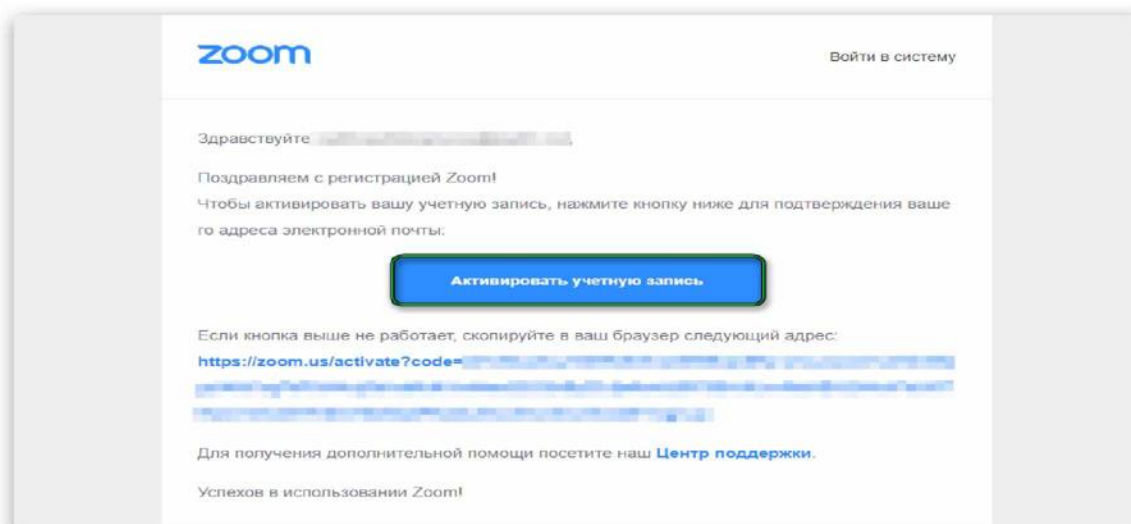 zoom
Войти в систему
Здравствуйте
Поздравляем с регистрацией Zoom!
Чтобы активировать вашу учетную запись, нажмите кнопку ниже для подтверждения ваше
го адреса электронной почты:
Активировать учетную запись
Если кнопка выше не работает, скопируйте в ваш браузер следующий адрес:
https://zoom.us/activate?code=
Для получения дополнительной помощи посетите наш Центр поддержки.
Успехов в использовании Zoom!